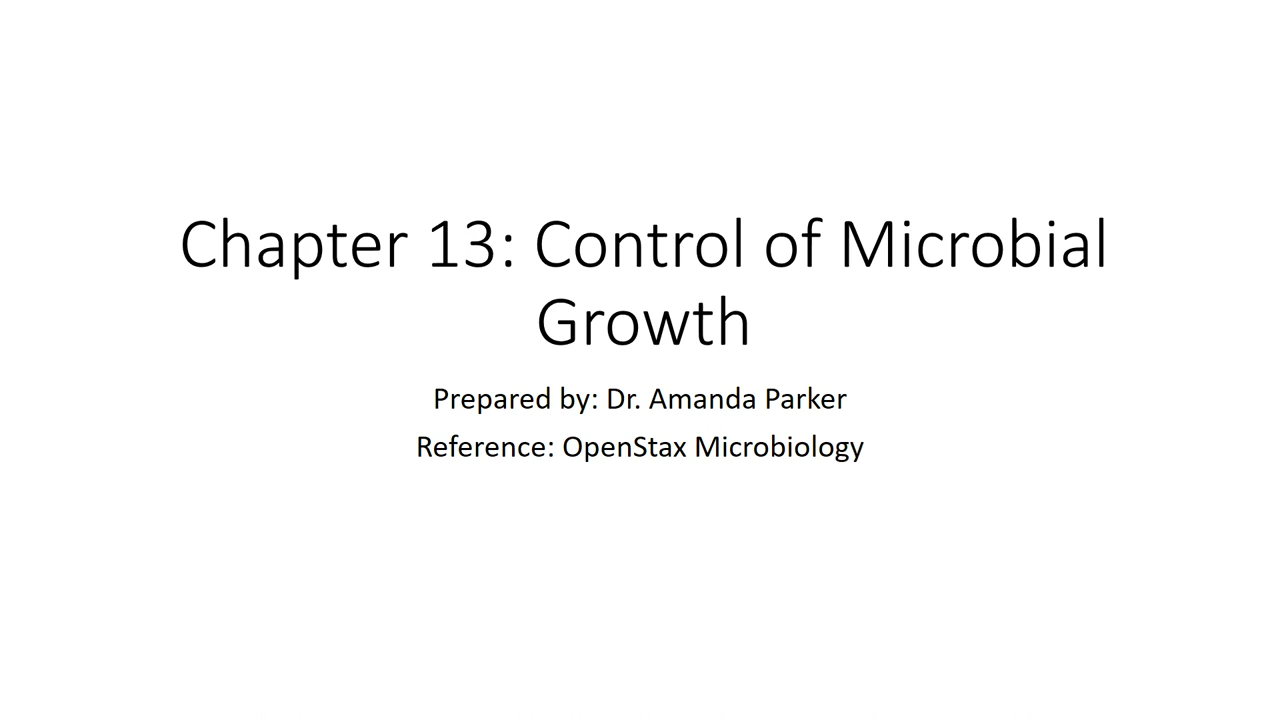 Chapter 13: Control of Microbial
Growth
Prepared by: Dr. Amanda Parker
Reference: OpenStax Microbiology